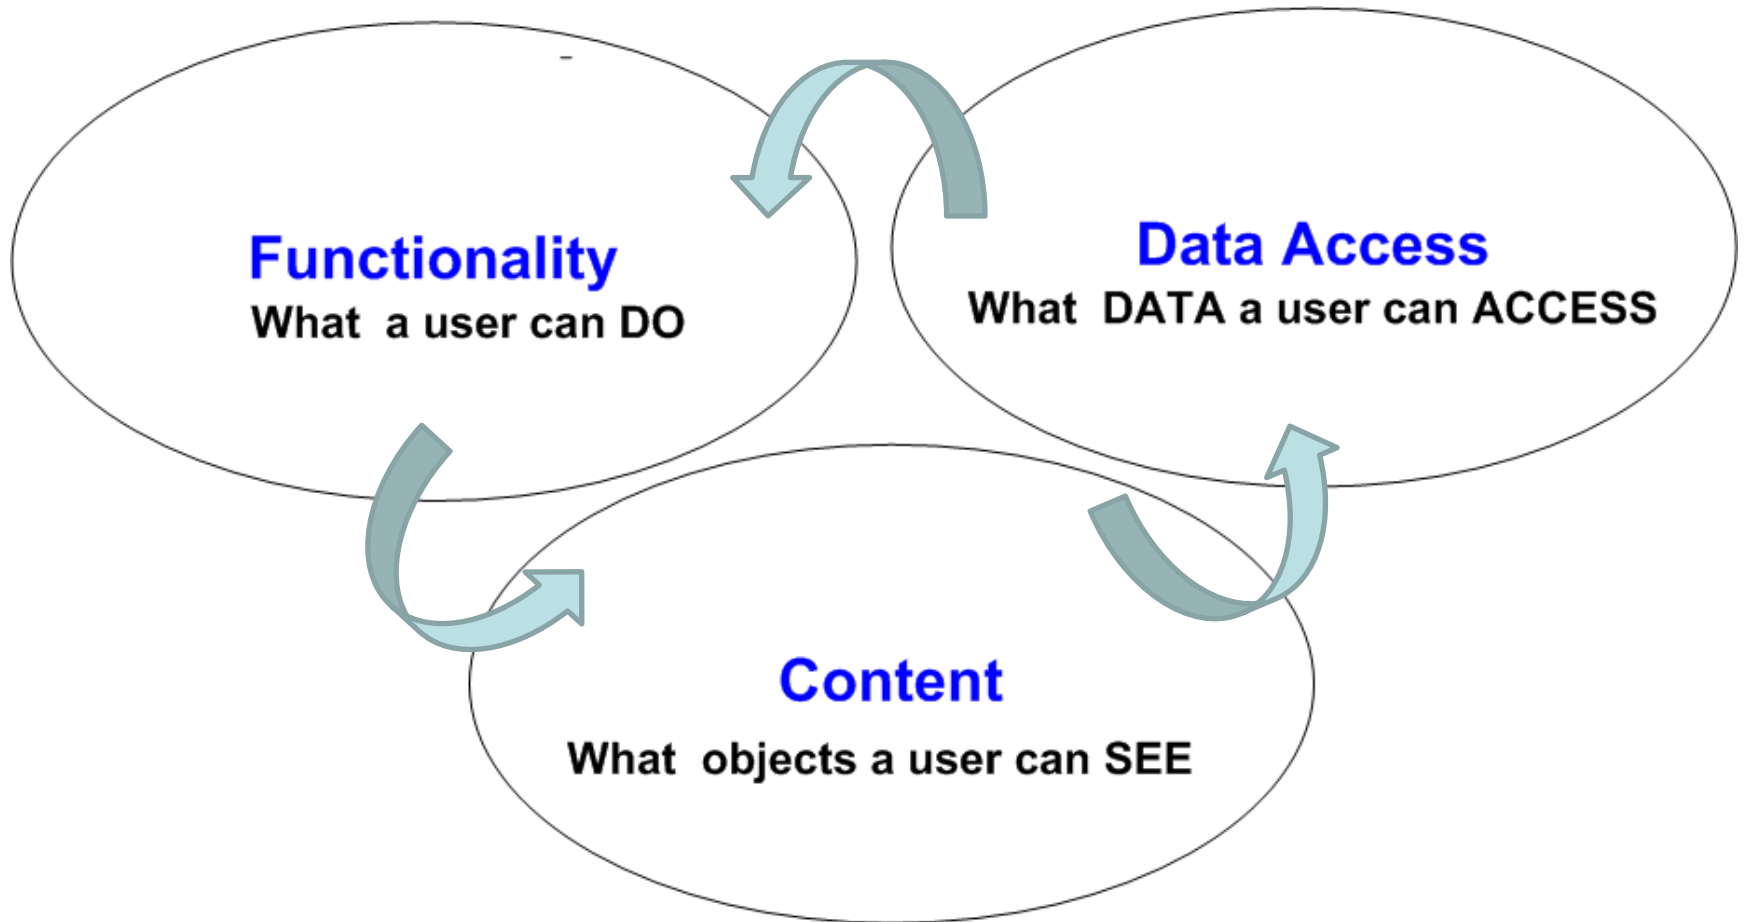 Functionality
What a user can DO
Data Access
What DATA a user can ACCESS
Content
What objects a user can SEE